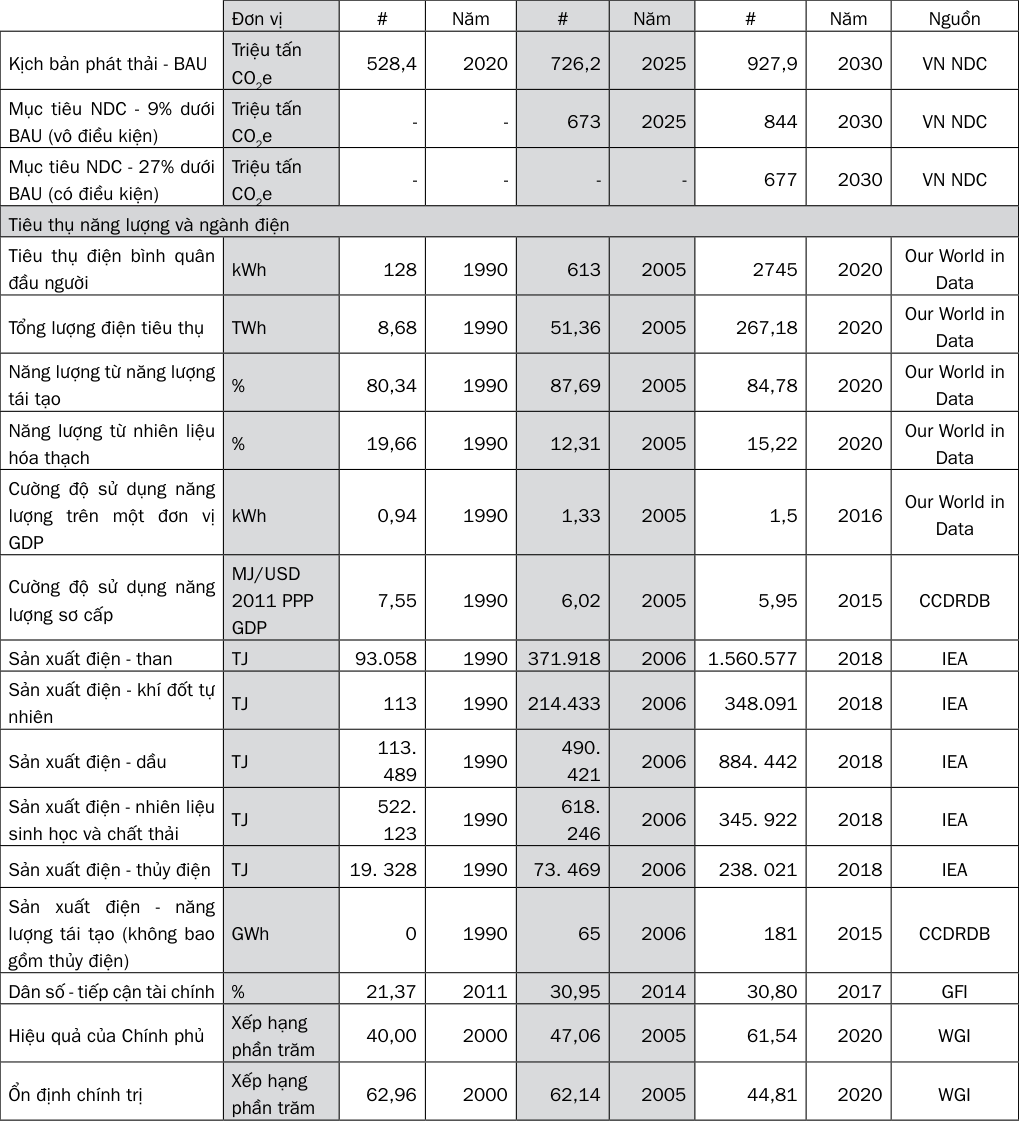 Đơn vị # Năm # Năm # Năm Nguồn
Kịch bản phát thải - BAU Triệu tấn CO2e 528,4 2020 726,2 2025 927,9 2030 VN NDC
Mục tiêu NDC - 9% dưới BAU (vô điều kiện) Triệu tấn CO2e - - 673 2025 844 2030 VN NDC
Mục tiêu NDC - 27% dưới BAU (có điều kiện) Triệu tấn CO2e - - - - 677 2030 VN NDC
Tiêu thụ năng lượng và ngành điện
Tiêu thụ điện bình quân đầu người kWh 128 1990 613 2005 2745 2020 Our World in Data
Tổng lượng điện tiêu thụ TWh 8,68 1990 51,36 2005 267,18 2020 Our World in Data
Năng lượng từ năng lượng tái tạo % 80,34 1990 87,69 2005 84,78 2020 Our World in Data
Năng lượng từ nhiên liệu hóa thạch % 19,66 1990 12,31 2005 15,22 2020 Our World in Data
Cường độ sử dụng năng lượng trên một đơn vị GDP kWh 0,94 1990 1,33 2005 1,5 2016 Our World in Data
Cường độ sử dụng năng lượng sơ cấp MJ/USD 2011 PPP GDP 7,55 1990 6,02 2005 5,95 2015 CCDRDB
Sản xuất điện - than TJ 93.058 1990 371.918 2006 1.560.577 2018 IEA
Sản xuất điện - khí đốt tự nhiên TJ 113 1990 214.433 2006 348.091 2018 IEA
Sản xuất điện - dầu TJ 113. 489 1990 490. 421 2006 884. 442 2018 IEA
Sản xuất điện - nhiên liệu sinh học và chất thải TJ 522. 123 1990 618. 246 2006 345. 922 2018 IEA
Sản xuất điện - thủy điện TJ 19. 328 1990 73. 469 2006 238. 021 2018 IEA
Sản xuất điện - năng lượng tái tạo (không bao gồm thủy điện) GWh 0 1990 65 2006 181 2015 CCDRDB
Dân số - tiếp cận tài chính % 21,37 2011 30,95 2014 30,80 2017 GFI
Hiệu quả của Chính phủ Xếp hạng phần trăm 40,00 2000 47,06 2005 61,54 2020 WGI
Ổn định chính trị Xếp hạng phần trăm 62,96 2000 62,14 2005 44,81 2020 WGI